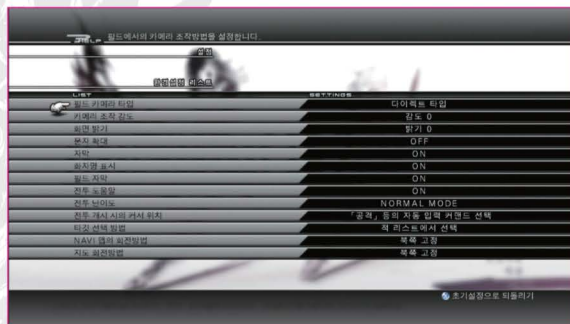 HELP 필드에서의 카메라 조작방법을 설정합니다.
설정
환경설정 리스트
LIST SETTINGS
필드 카메라 타입 다이렉트 타입
카메라 조작 감도 감도 0
화면 밝기 밝기 0
문자 확대 OFF
자막 ON
화자명 표시 ON
필드 자막 ON
전투 도움말 ON
전투 난이도 NORMAL MODE
전투 개시 시의 커서 위치 「공격」 등의 자동 입력 커맨드 선택
타깃 선택 방법 적 리스트에서 선택
NAVI 맵의 회전방법 북쪽 고정
지도 회전방법 북쪽 고정
초기설정으로 되돌리기